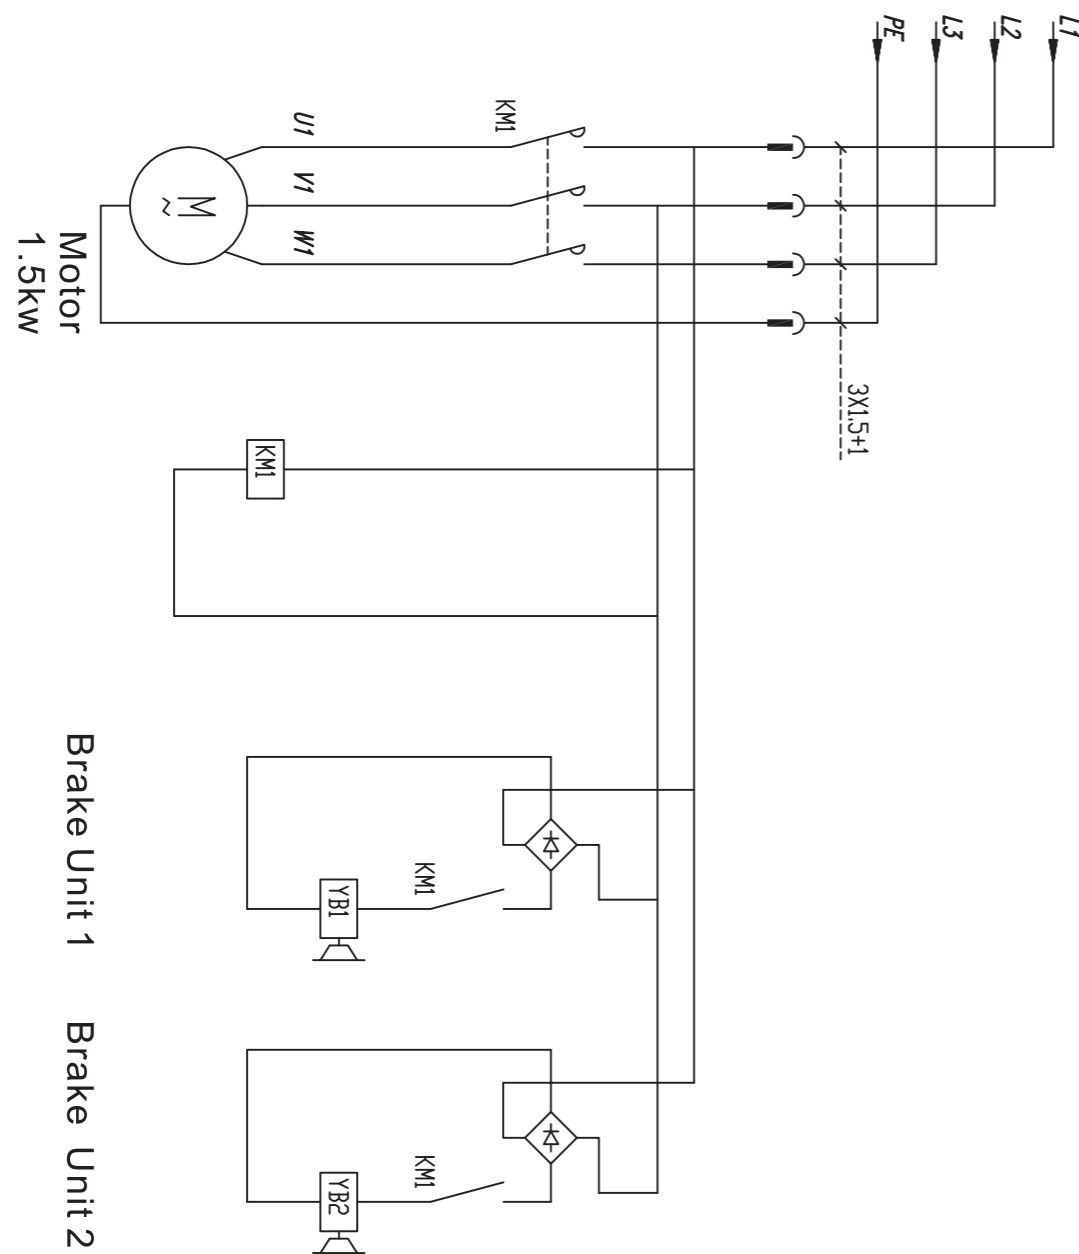 L1
L2
L3
PE
3X1.5+1
KM1
U1
V1
W1
M
~
Motor
1.5kw
KM1
KM1
YB1
Brake Unit 1
KM1
YB2
Brake Unit 2